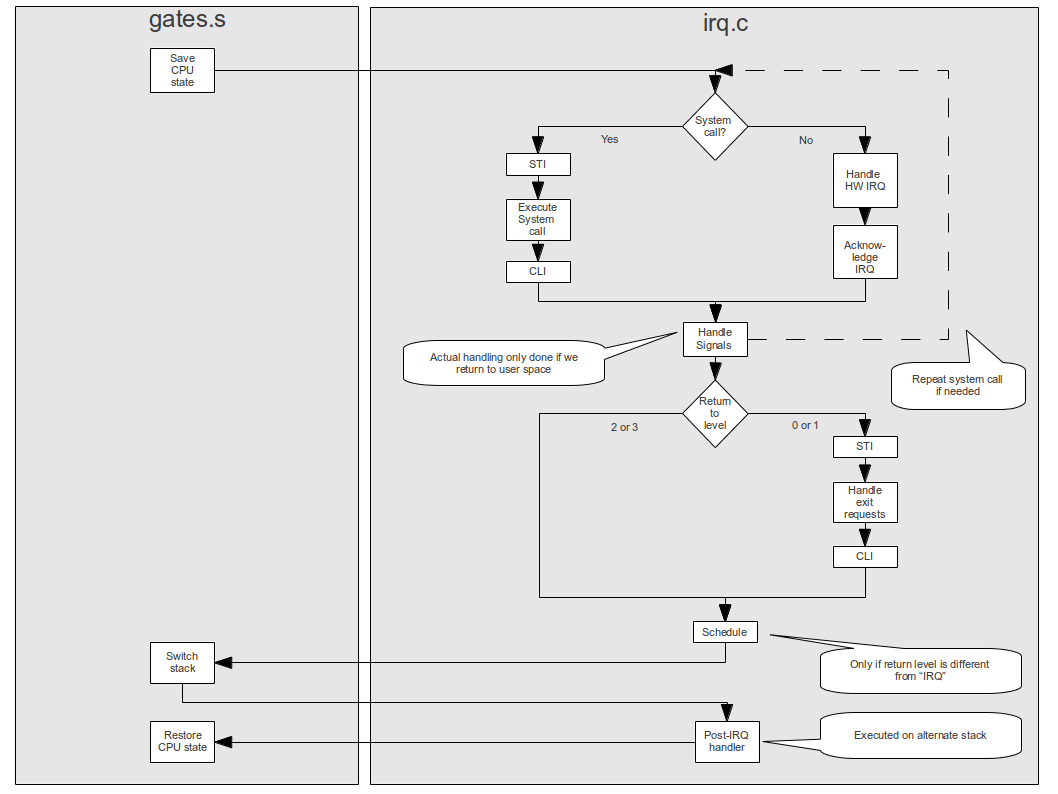 gates.s
irq.c
Save
CPU
state
System
call?
Yes
No
STI
Handle
HW IRQ
Execute
System
call
Acknow-
ledge
IRQ
CLI
Handle
Signals
Actual handling only done if we
return to user space
Repeat system call
if needed
Return
to
level
2 or 3
0 or 1
STI
Handle
exit
requests
CLI
Schedule
Switch
stack
Only if return level is different
from “IRQ”
Restore
CPU state
Post-IRQ
handler
Executed on alternate stack